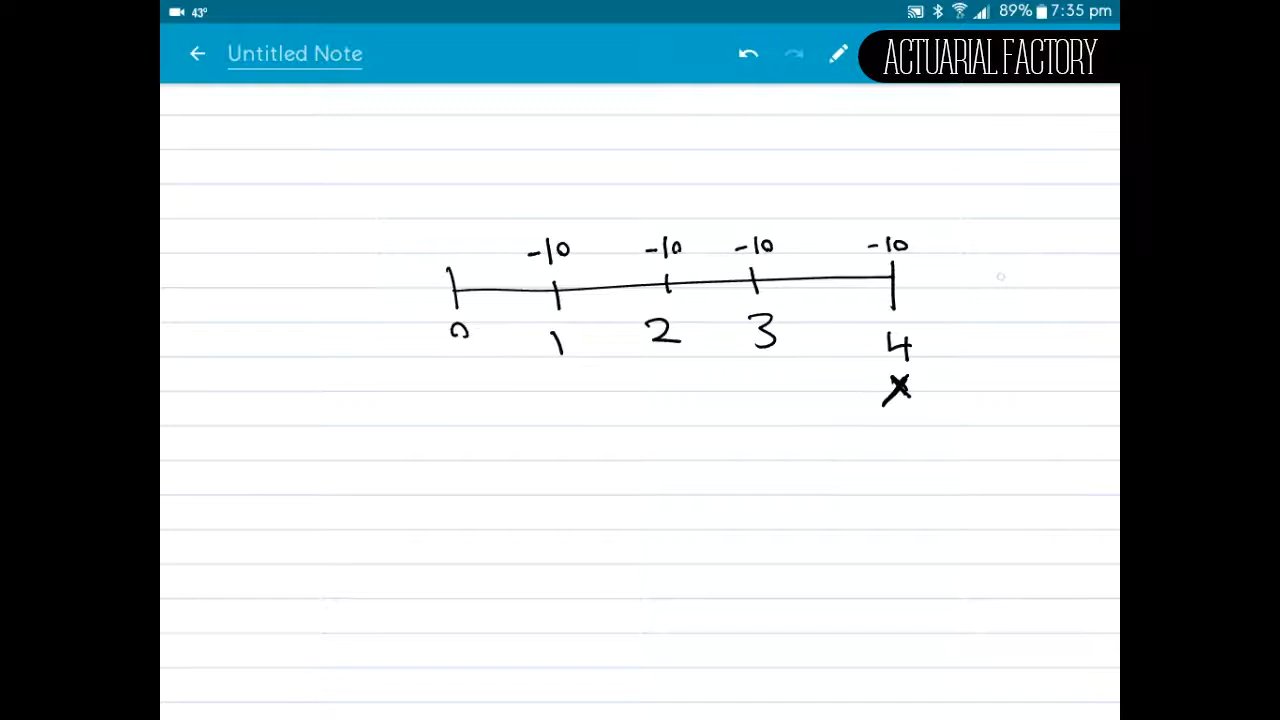 43°
89% 7:35 pm
Untitled Note
ACTUARIAL FACTORY
-10 -10 -10 -10
0 1 2 3 4
x